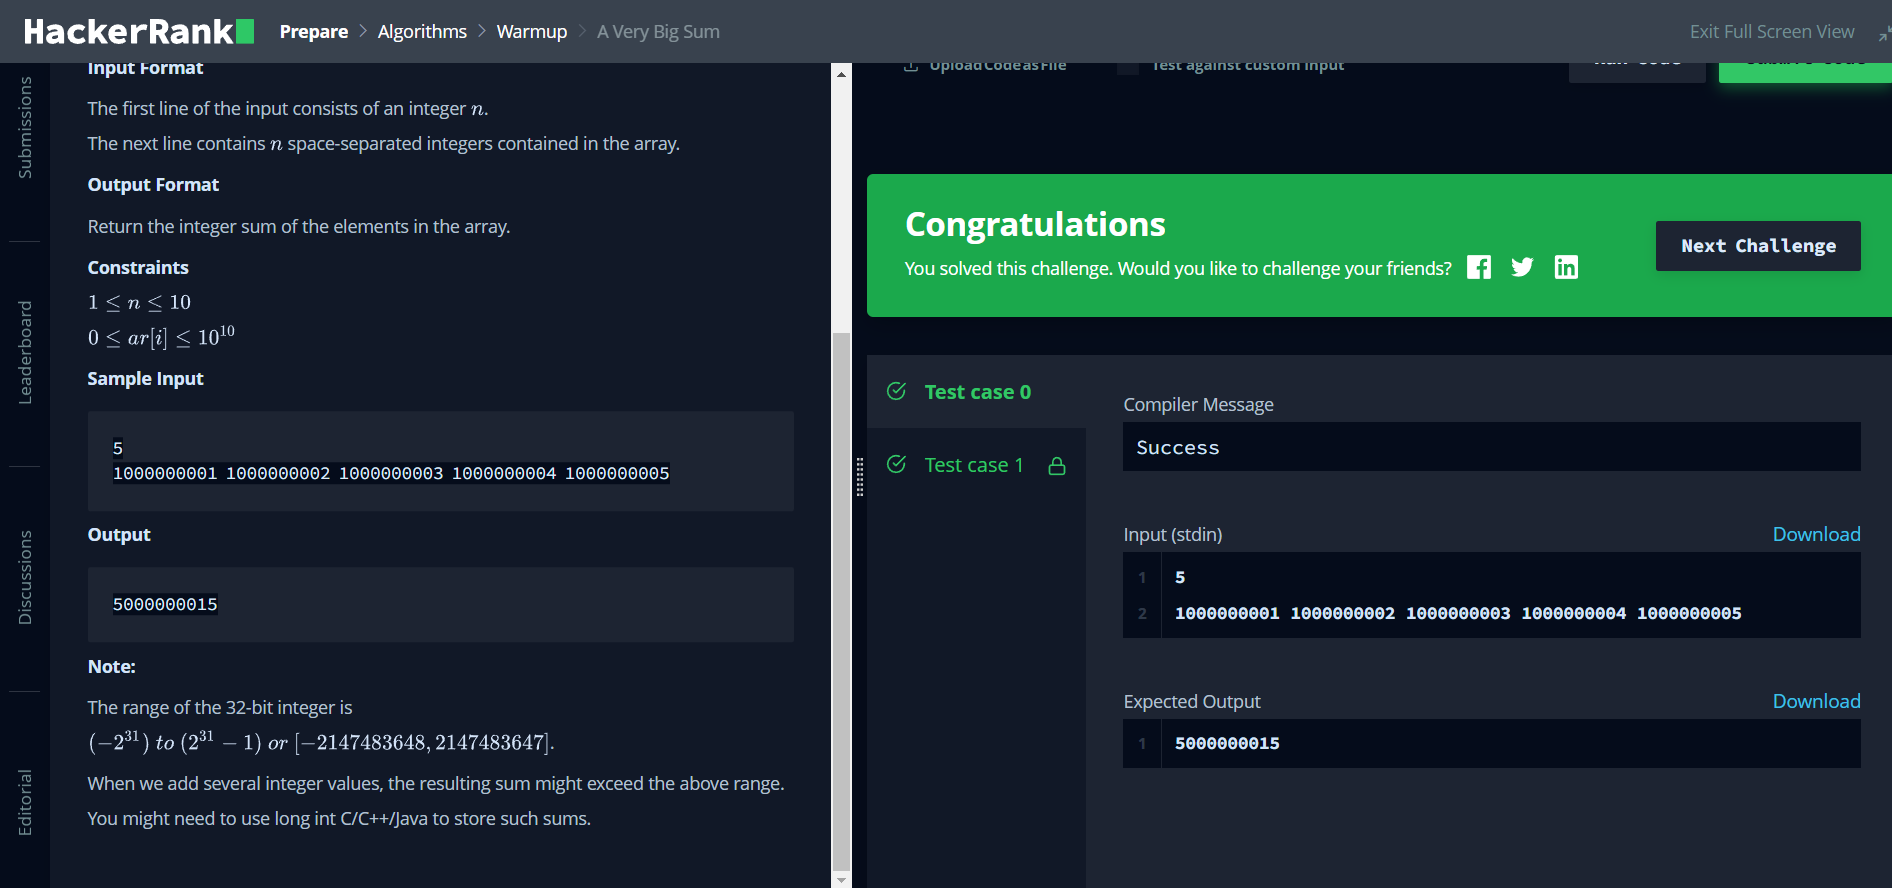 HackerRank
Prepare > Algorithms > Warmup > A Very Big Sum
Exit Full Screen View
Submissions
Leaderboard
Discussions
Editorial
Input Format
The first line of the input consists of an integer n.
The next line contains n space-separated integers contained in the array.
Output Format
Return the integer sum of the elements in the array.
Constraints
1 ≤ n ≤ 10
0 ≤ ar[i] ≤ 10^10
Sample Input
5
1000000001 1000000002 1000000003 1000000004 1000000005
Output
5000000015
Note:
The range of the 32-bit integer is
(−2^31) to (2^31 − 1) or [−2147483648, 2147483647].
When we add several integer values, the resulting sum might exceed the above range.
You might need to use long int C/C++/Java to store such sums.
Upload Code as File
Test against custom input
Run Code
Submit Code
Congratulations
You solved this challenge. Would you like to challenge your friends?
Next Challenge
Test case 0
Test case 1
Compiler Message
Success
Input (stdin)
Download
1 5
2 1000000001 1000000002 1000000003 1000000004 1000000005
Expected Output
Download
1 5000000015